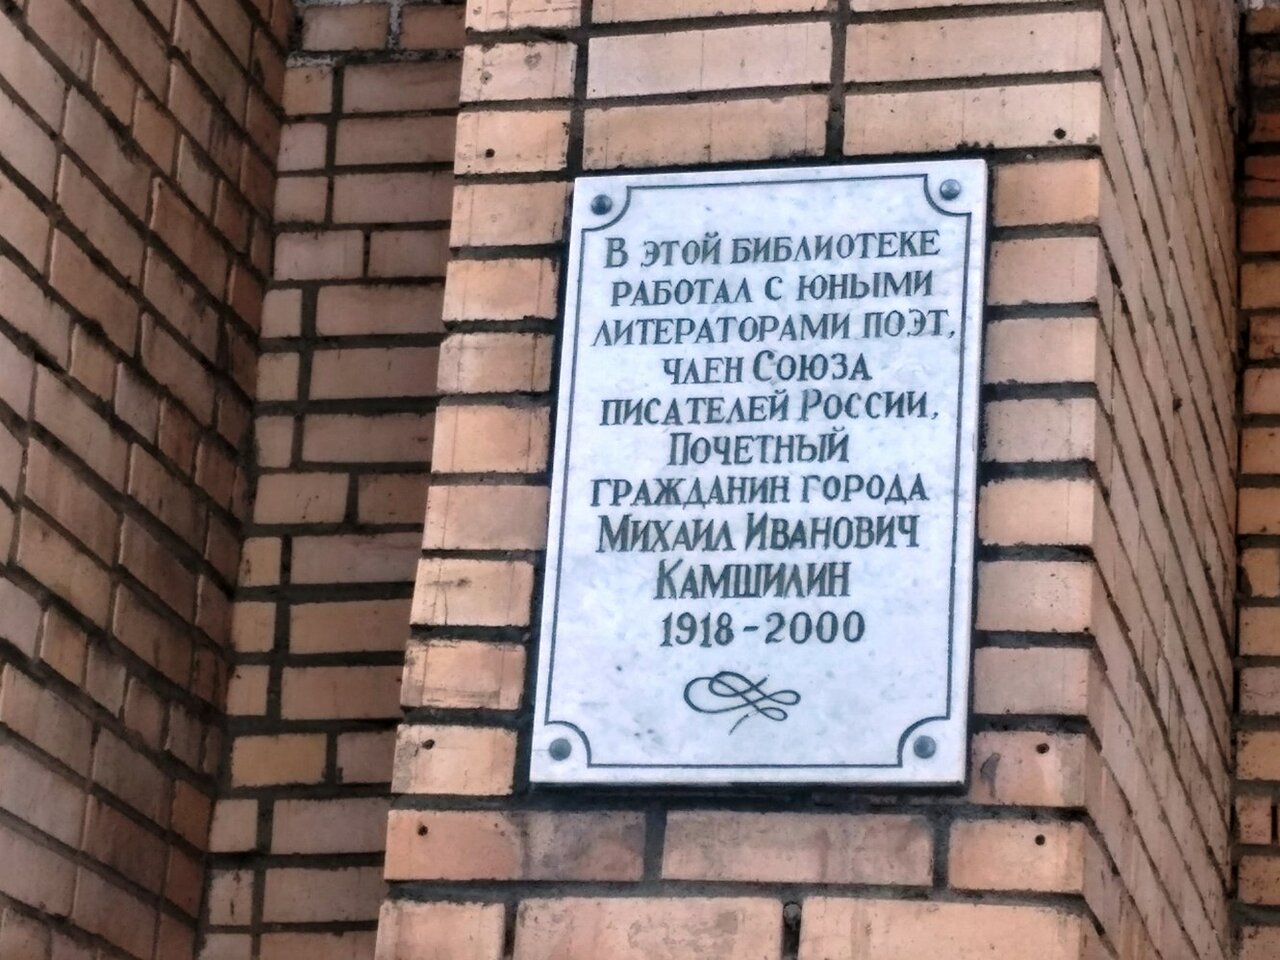 В этой библиотеке
работал с юными
литераторами поэт,
член Союза
писателей России,
Почетный
гражданин города
Михаил Иванович
Камшилин
1918 - 2000